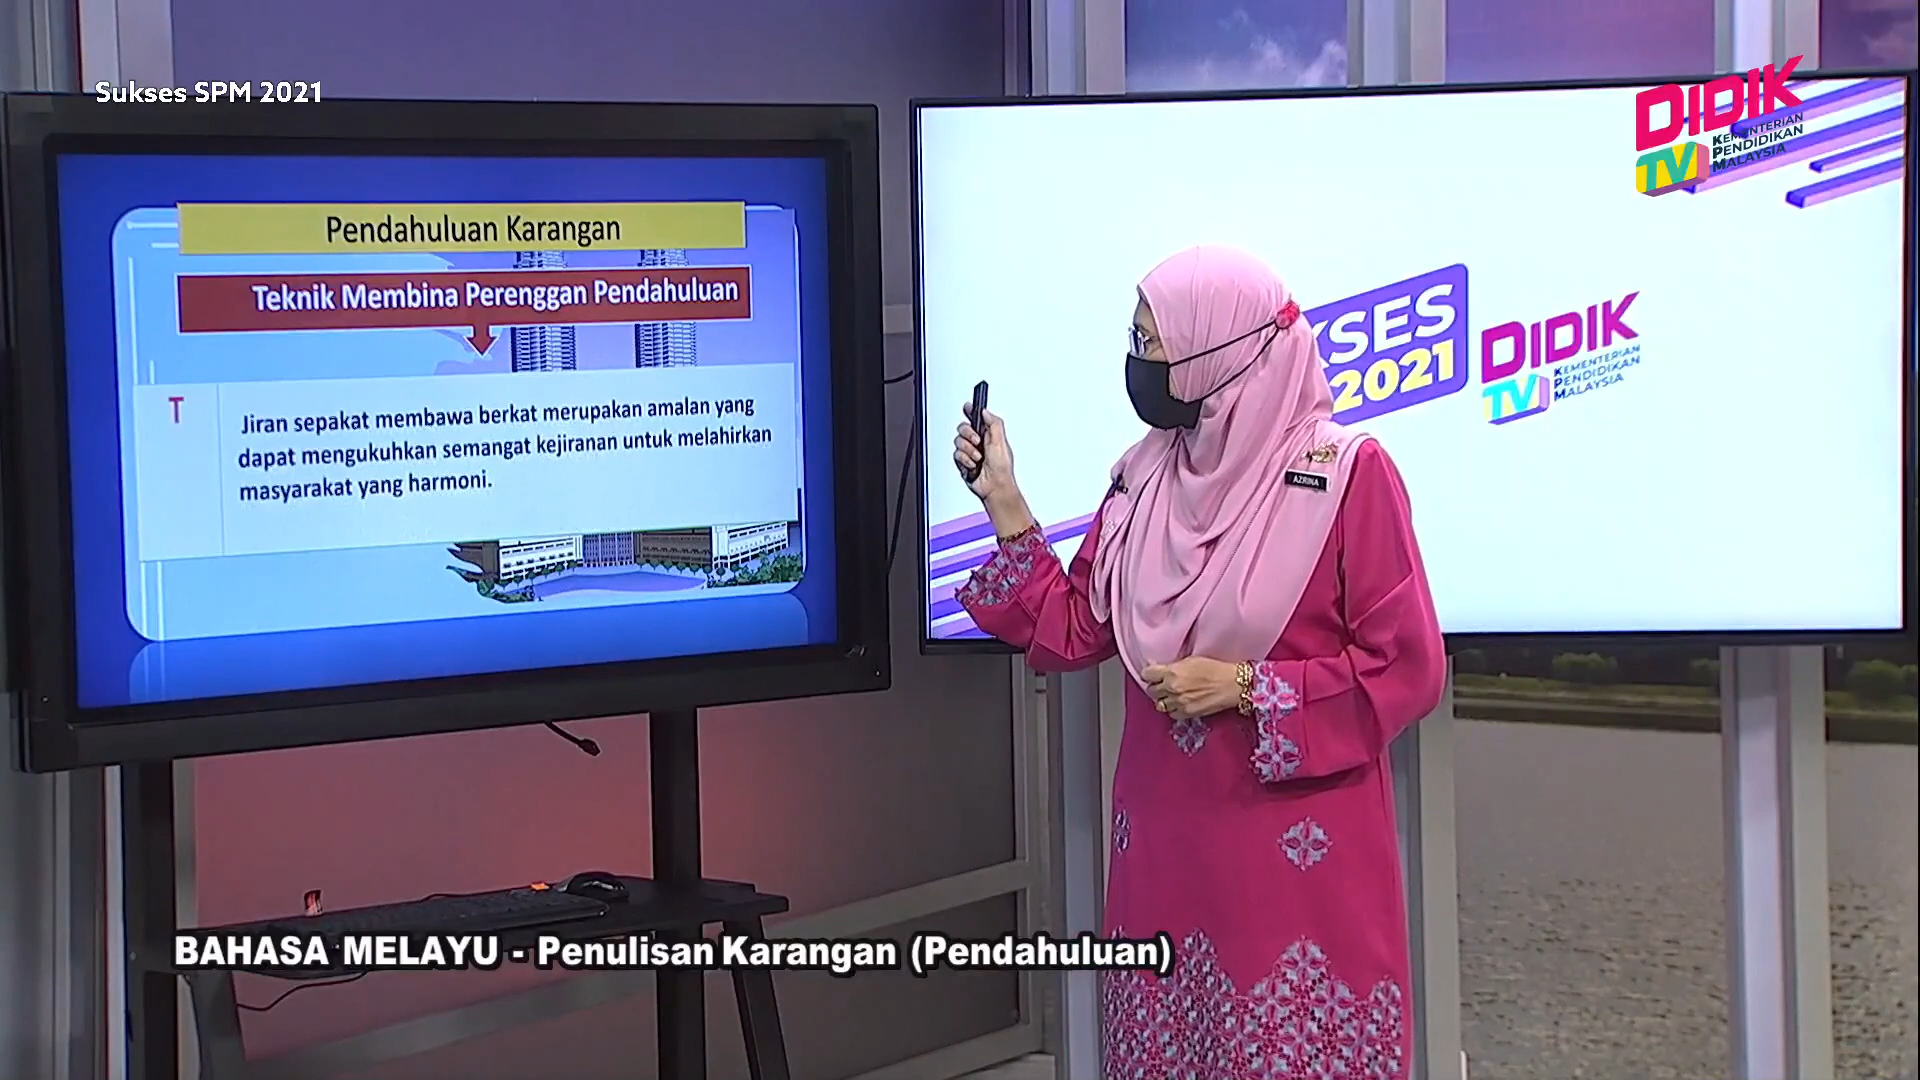 Sukses SPM 2021
DIDIK
TV
KEMENTERIAN
PENDIDIKAN
MALAYSIA
Pendahuluan Karangan
Teknik Membina Perenggan Pendahuluan
T
Jiran sepakat membawa berkat merupakan amalan yang
dapat mengukuhkan semangat kejiranan untuk melahirkan
masyarakat yang harmoni.
KSES
2021
DIDIK
TV
KEMENTERIAN
PENDIDIKAN
MALAYSIA
AZRINA
BAHASA MELAYU - Penulisan Karangan (Pendahuluan)